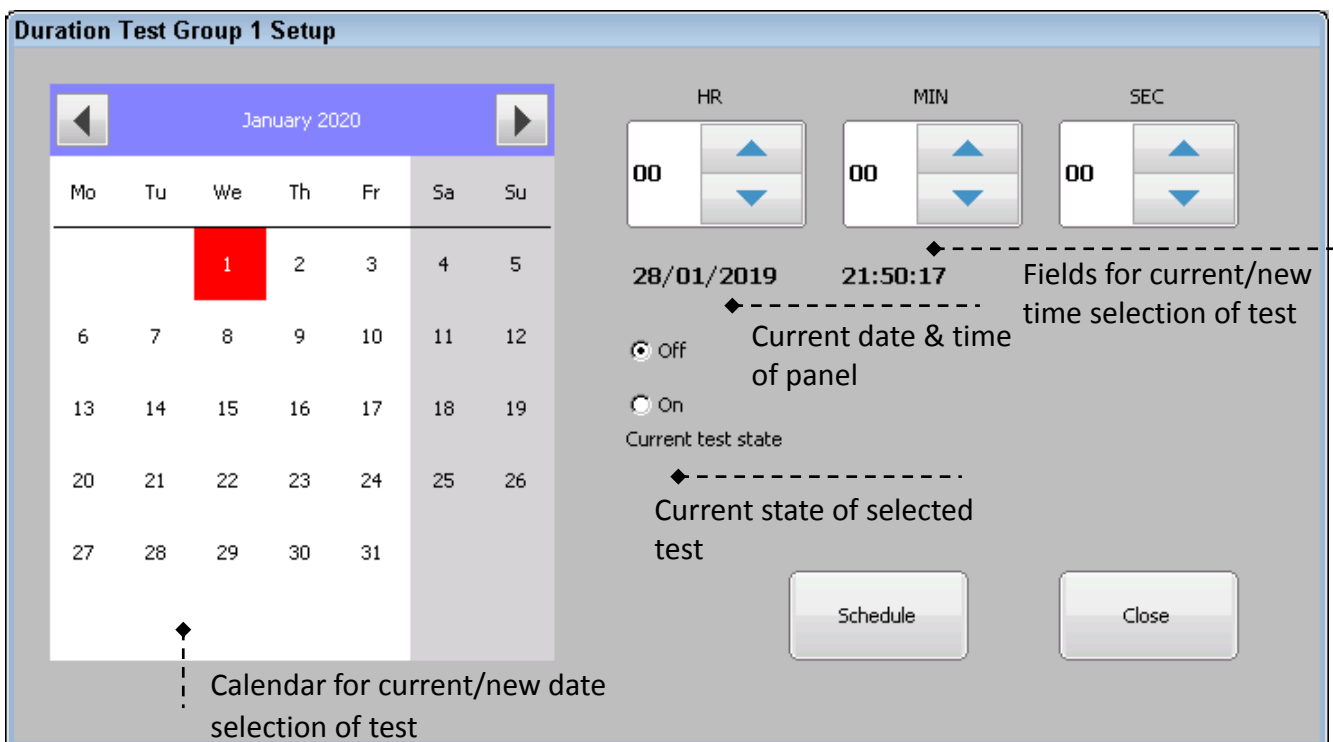 Duration Test Group 1 Setup
January 2020
Mo Tu We Th Fr Sa Su
1 2 3 4 5
6 7 8 9 10 11 12
13 14 15 16 17 18 19
20 21 22 23 24 25 26
27 28 29 30 31
Calendar for current/new date
selection of test
HR MIN SEC
00 00 00
Fields for current/new
time selection of test
28/01/2019 21:50:17
Current date & time
of panel
Off
On
Current test state
Current state of selected
test
Schedule Close